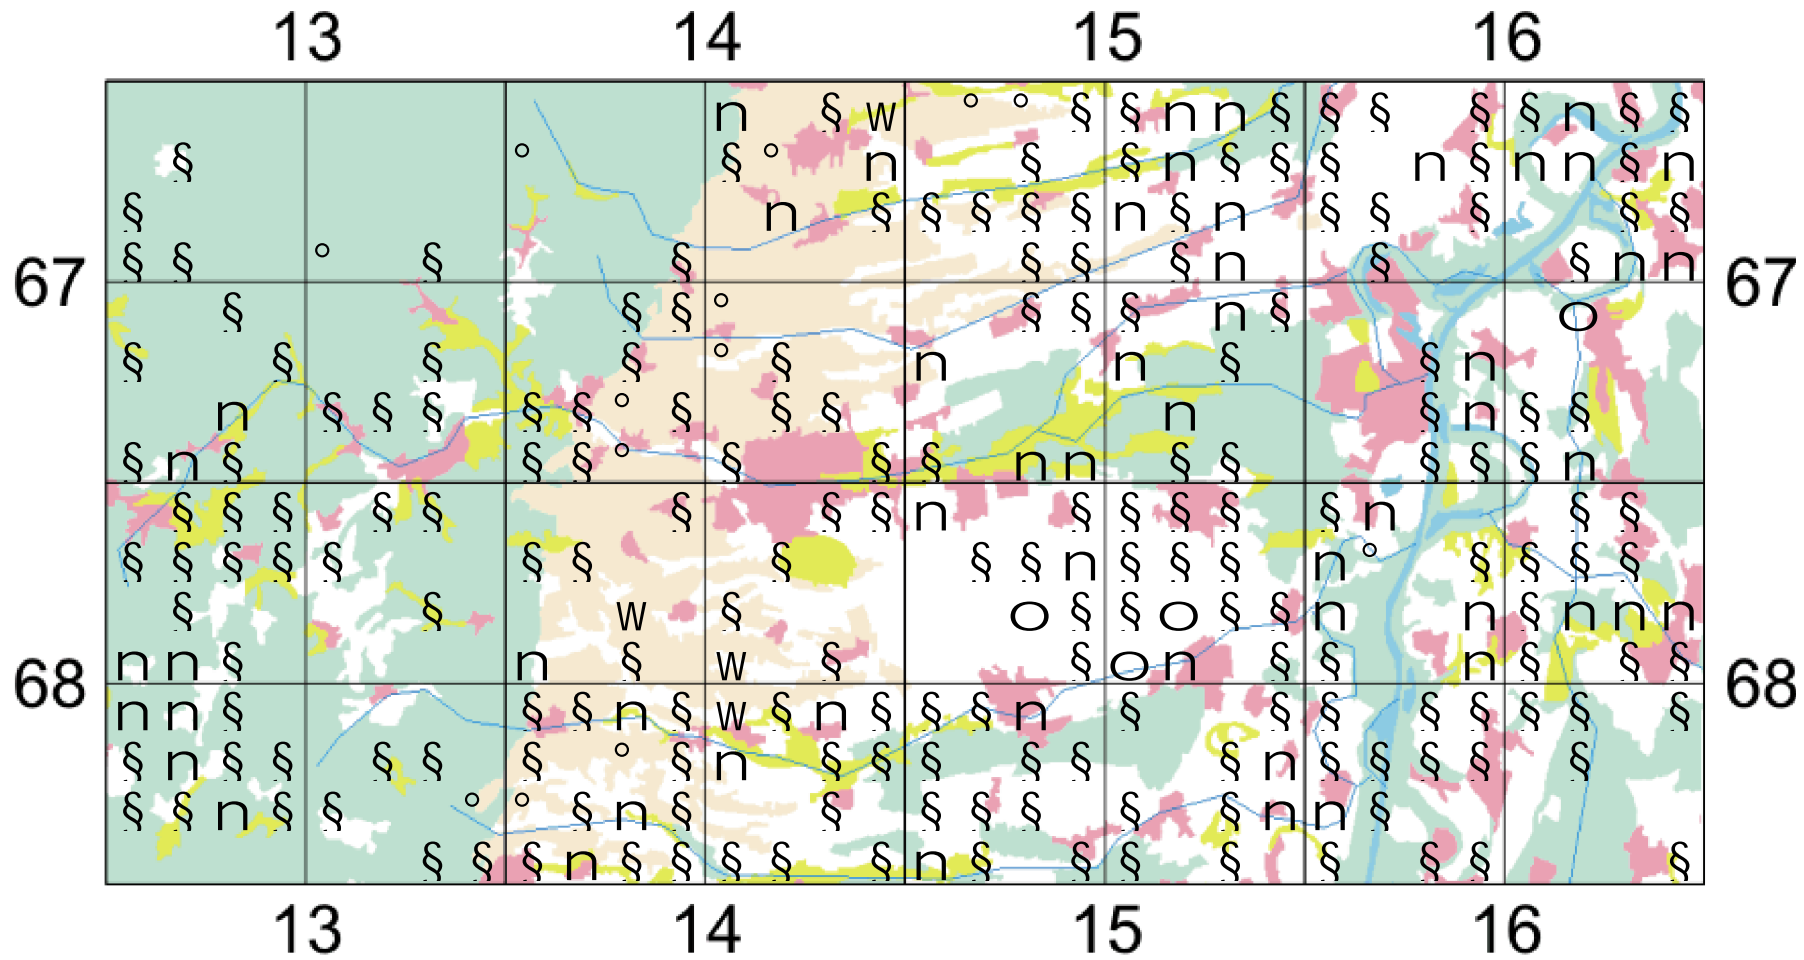 13 14 15 16
n § w ° ° § § n n § § § § § n § §
§ ° § ° n § § n § § § n § n n § n
§ n § § § § § n § n § § § § §
§ § ° § § § § § n § § n n
67 67
§ § § ° § § § n § o
§ § § § ° § n n § § n
n § § § § § ° § § § n § n § §
§ n § § § ° § § § n n § § § § § n
§ § § § § § § § n § § § § § n § §
§ § § § § § § § § § n § § § n ° § § § §
§ § w § o § § o § § n n § n n n
n n § n § w § § o n § § n § § §
68 68
n n § § § n § w § n § § § n § § § § § § § §
§ n § § § § § ° § n § § § § § § n § § § § §
§ § n § § ° ° § n § § § § § § § n n §
§ § § n § § § § § n § § § § § § § §
13 14 15 16